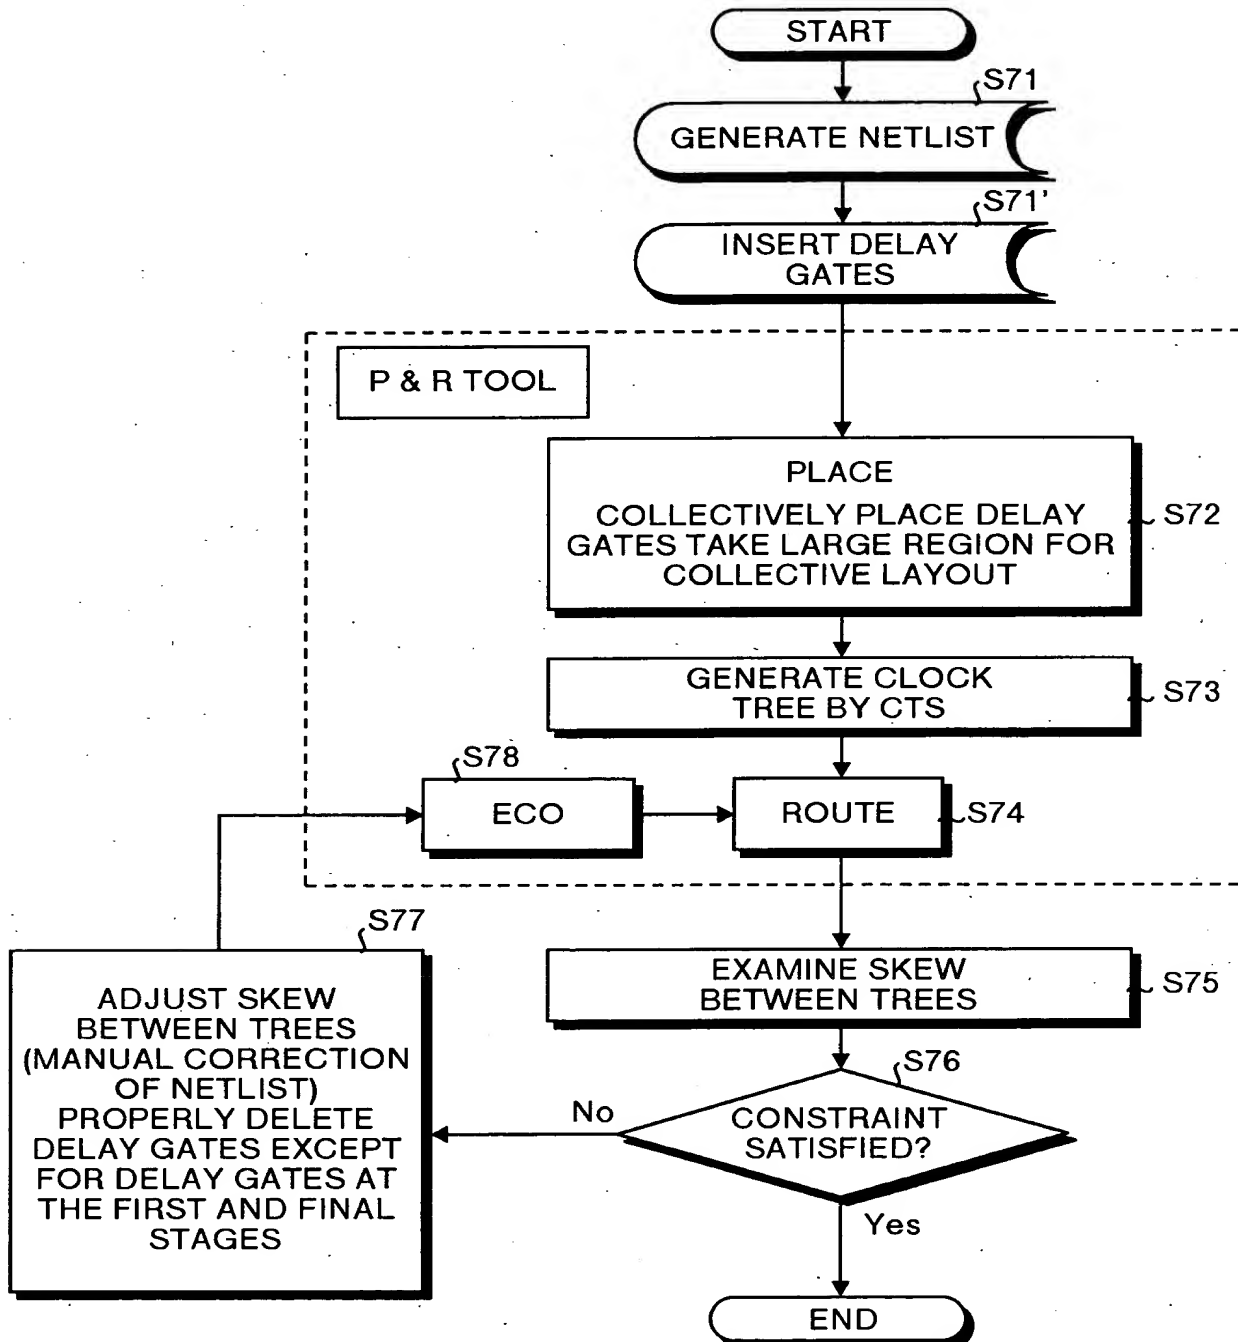 START
S71
GENERATE NETLIST
S71'
INSERT DELAY
GATES
P & R TOOL
PLACE
COLLECTIVELY PLACE DELAY
GATES TAKE LARGE REGION FOR
COLLECTIVE LAYOUT
S72
GENERATE CLOCK
TREE BY CTS
S73
S78
ECO
ROUTE
S74
S77
ADJUST SKEW
BETWEEN TREES
(MANUAL CORRECTION
OF NETLIST)
PROPERLY DELETE
DELAY GATES EXCEPT
FOR DELAY GATES AT
THE FIRST AND FINAL
STAGES
EXAMINE SKEW
BETWEEN TREES
S75
S76
CONSTRAINT
SATISFIED?
No
Yes
END